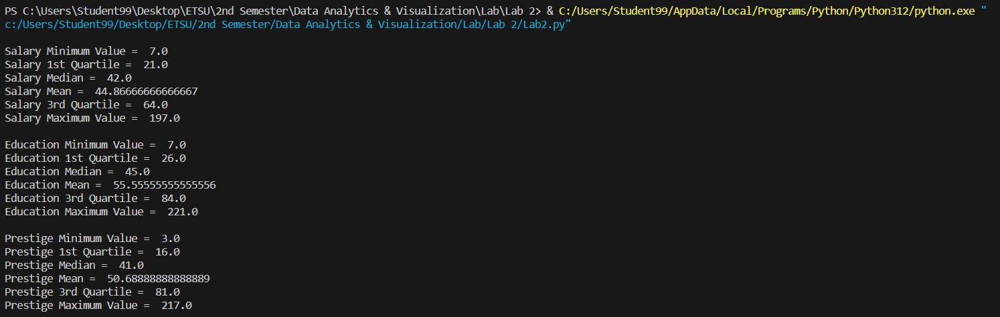 PS C:\Users\Student99\Desktop\ETSU\2nd Semester\Data Analytics & Visualization\Lab\Lab 2> & C:/Users/Student99/AppData/Local/Programs/Python/Python312/python.exe "
c:/Users/Student99/Desktop/ETSU/2nd Semester/Data Analytics & Visualization/Lab/Lab 2/Lab2.py"
Salary Minimum Value =  7.0
Salary 1st Quartile =  21.0
Salary Median =  42.0
Salary Mean =  44.86666666666667
Salary 3rd Quartile =  64.0
Salary Maximum Value =  197.0
Education Minimum Value =  7.0
Education 1st Quartile =  26.0
Education Median =  45.0
Education Mean =  55.55555555555556
Education 3rd Quartile =  84.0
Education Maximum Value =  221.0
Prestige Minimum Value =  3.0
Prestige 1st Quartile =  16.0
Prestige Median =  41.0
Prestige Mean =  50.68888888888889
Prestige 3rd Quartile =  81.0
Prestige Maximum Value =  217.0